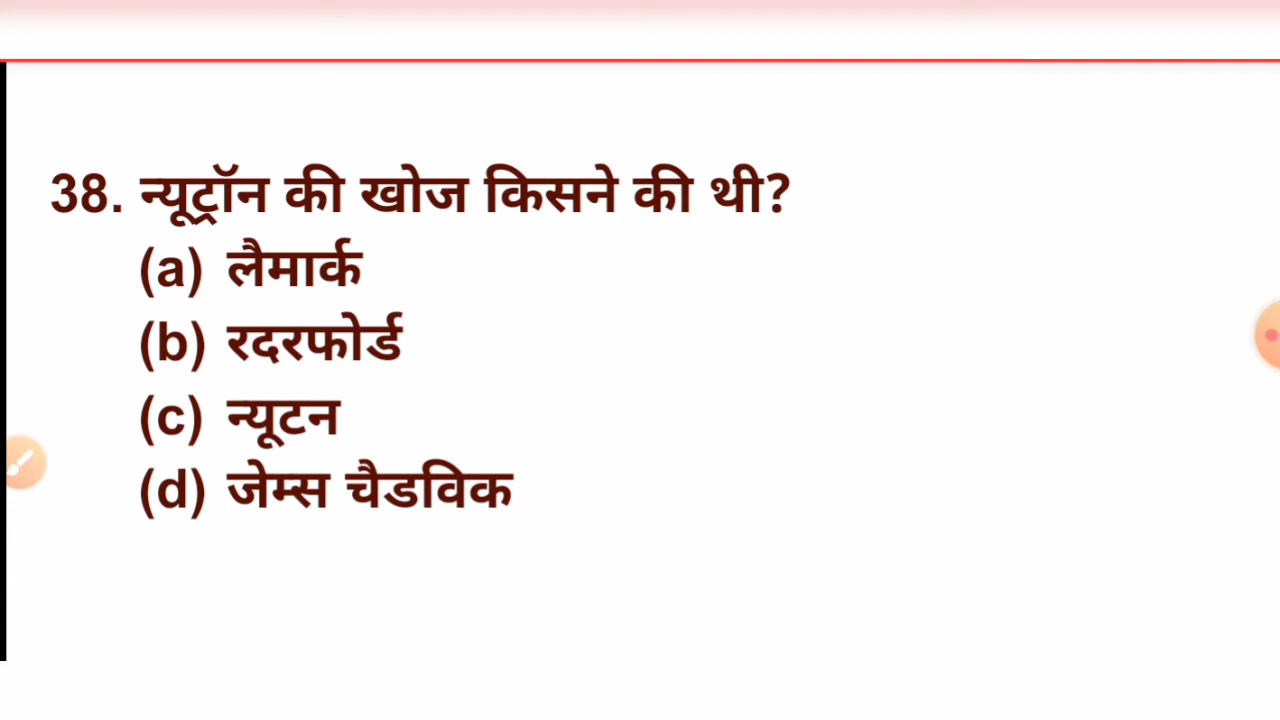 38. न्यूट्रॉन की खोज किसने की थी?
(a) लैमार्क
(b) रदरफोर्ड
(c) न्यूटन
(d) जेम्स चैडविक